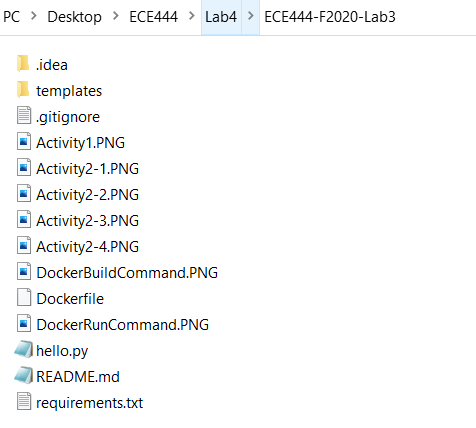 PC > Desktop > ECE444 > Lab4 > ECE444-F2020-Lab3
.idea
templates
.gitignore
Activity1.PNG
Activity2-1.PNG
Activity2-2.PNG
Activity2-3.PNG
Activity2-4.PNG
DockerBuildCommand.PNG
Dockerfile
DockerRunCommand.PNG
hello.py
README.md
requirements.txt